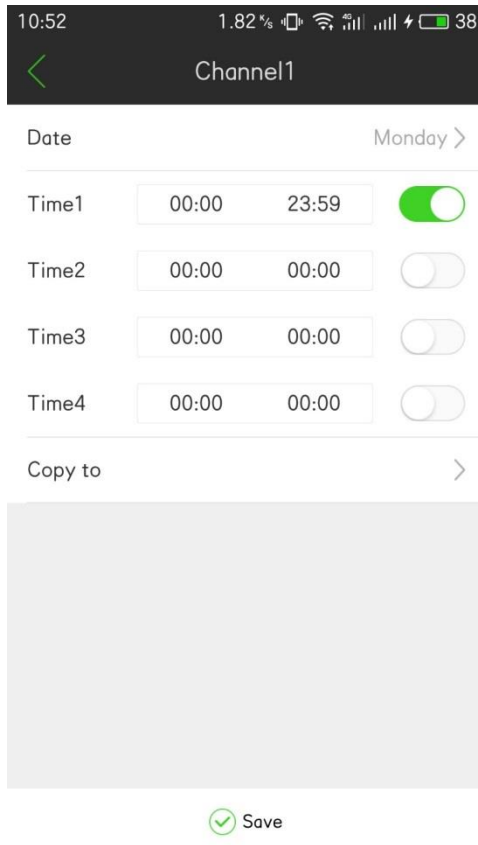 10:52 1.82 K/s 4G 38
Channel1
Date Monday
Time1 00:00 23:59
Time2 00:00 00:00
Time3 00:00 00:00
Time4 00:00 00:00
Copy to
Save